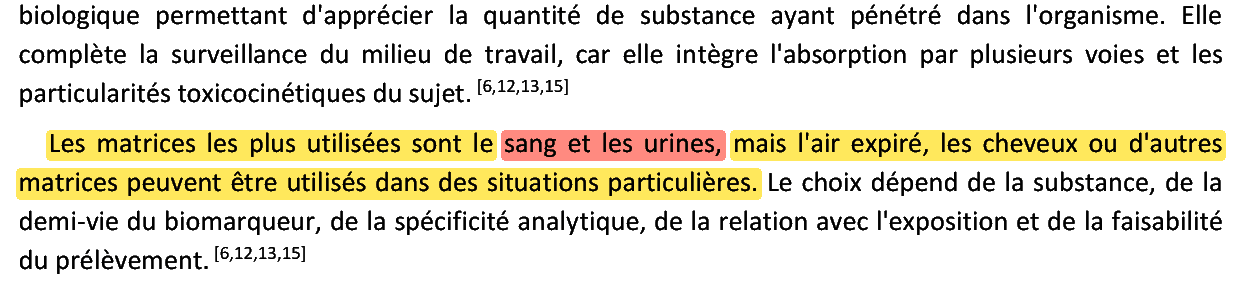 biologique permettant d'apprécier la quantité de substance ayant pénétré dans l'organisme. Elle
complète la surveillance du milieu de travail, car elle intègre l'absorption par plusieurs voies et les
particularités toxicocinétiques du sujet. [6,12,13,15]
Les matrices les plus utilisées sont le sang et les urines, mais l'air expiré, les cheveux ou d'autres
matrices peuvent être utilisés dans des situations particulières. Le choix dépend de la substance, de la
demi-vie du biomarqueur, de la spécificité analytique, de la relation avec l'exposition et de la faisabilité
du prélèvement. [6,12,13,15]